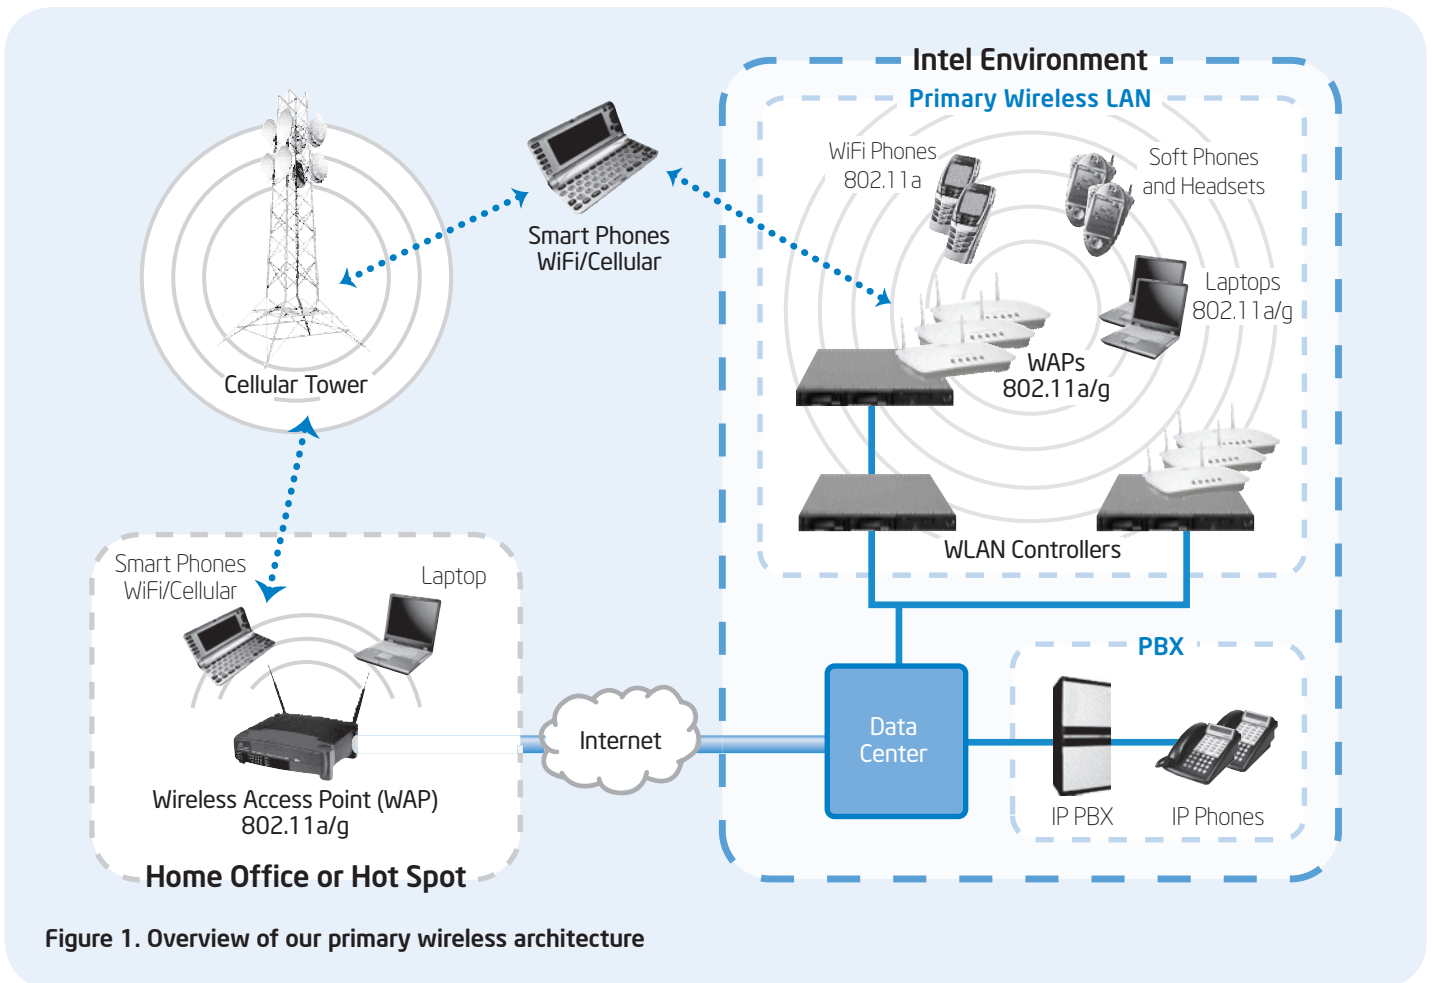 Intel Environment
Primary Wireless LAN
WiFi Phones
802.11a
Soft Phones
and Headsets
Smart Phones
WiFi/Cellular
Laptops
802.11a/g
WAPs
802.11a/g
Cellular Tower
WLAN Controllers
Smart Phones
WiFi/Cellular
Laptop
PBX
Data
Center
Internet
Wireless Access Point (WAP)
802.11a/g
IP PBX
IP Phones
Home Office or Hot Spot
Figure 1. Overview of our primary wireless architecture